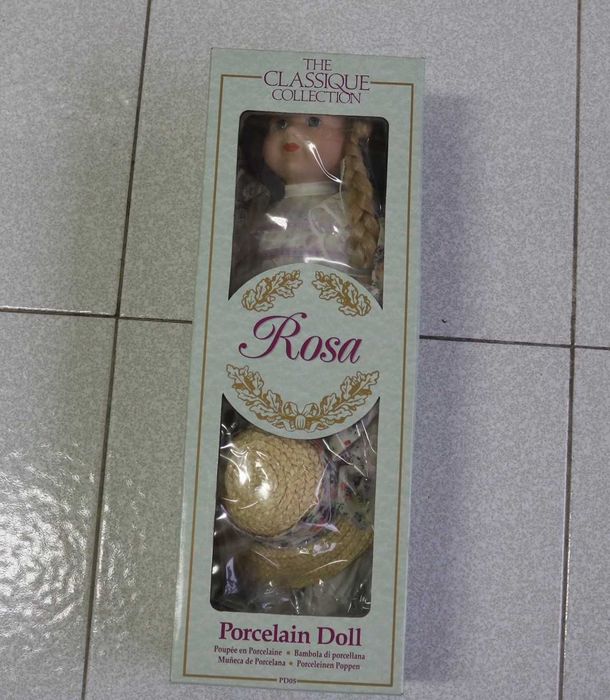 THE
CLASSIQUE
COLLECTION
Rosa
Porcelain Doll
Poupée en Porcelaine • Bambola di porcellana
Muñeca de Porcelana • Porceleinen Poppen
PD05